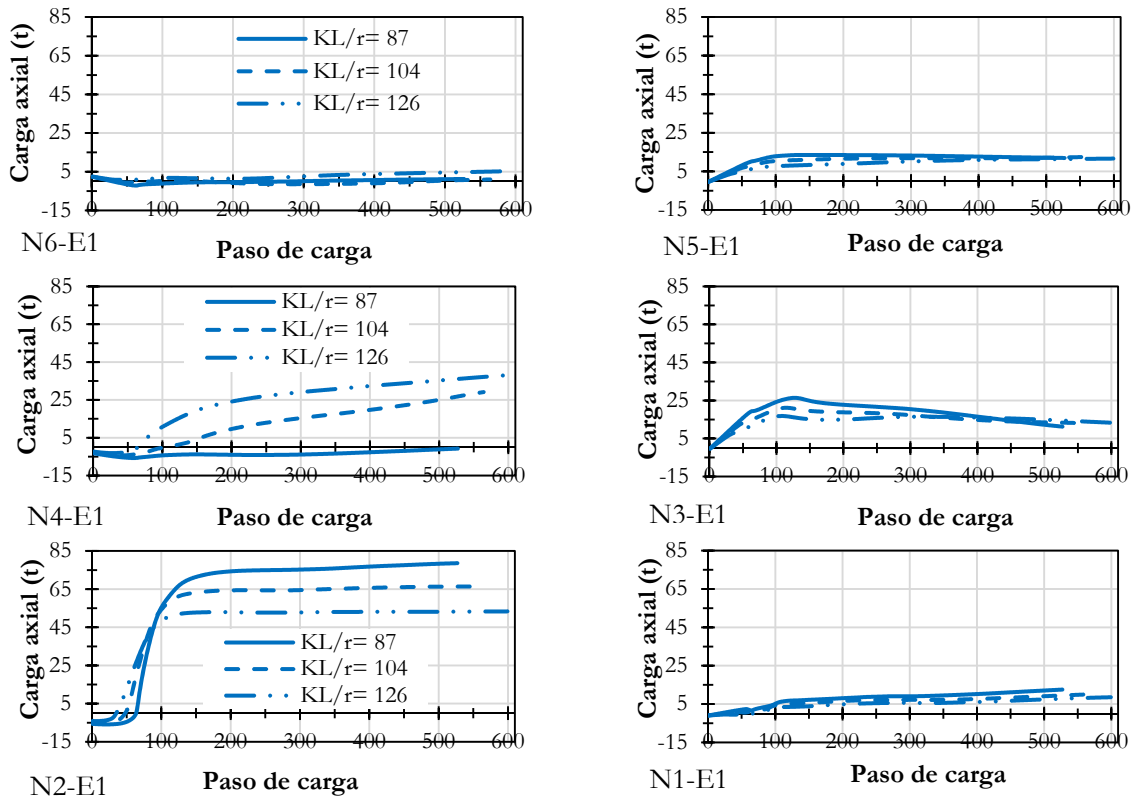 85
65
45
25
5
-15
Carga axial (t)
KL/r= 87
KL/r= 104
KL/r= 126
0 100 200 300 400 500 600
N6-E1
Paso de carga
85
65
45
25
5
-15
Carga axial (t)
0 100 200 300 400 500 600
N5-E1
Paso de carga
85
65
45
25
5
-15
Carga axial (t)
KL/r= 87
KL/r= 104
KL/r= 126
0 100 200 300 400 500 600
N4-E1
Paso de carga
85
65
45
25
5
-15
Carga axial (t)
0 100 200 300 400 500 600
N3-E1
Paso de carga
85
65
45
25
5
-15
Carga axial (t)
KL/r= 87
KL/r= 104
KL/r= 126
0 100 200 300 400 500 600
N2-E1
Paso de carga
85
65
45
25
5
-15
Carga axial (t)
0 100 200 300 400 500 600
N1-E1
Paso de carga